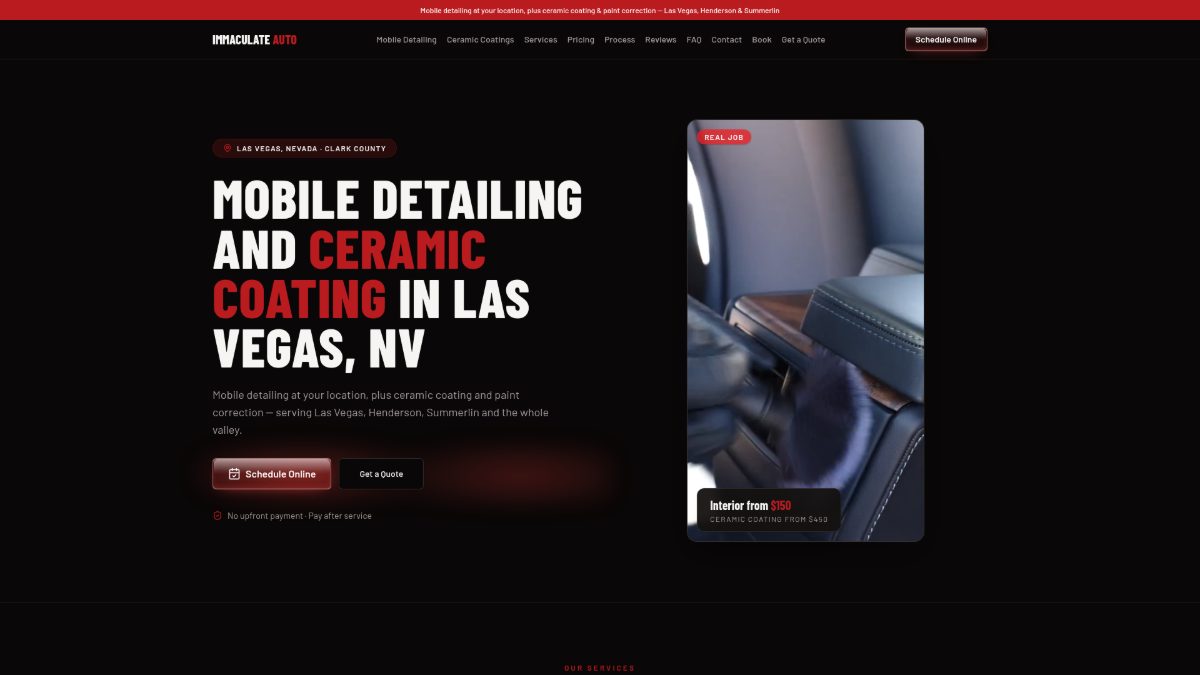 Mobile detailing at your location, plus ceramic coating & paint correction — Las Vegas, Henderson & Summerlin
IMMACULATE AUTO
Mobile Detailing Ceramic Coatings Services Pricing Process Reviews FAQ Contact Book Get a Quote
Schedule Online
LAS VEGAS, NEVADA · CLARK COUNTY
MOBILE DETAILING
AND CERAMIC
COATING IN LAS
VEGAS, NV
Mobile detailing at your location, plus ceramic coating and paint
correction — serving Las Vegas, Henderson, Summerlin and the whole
valley.
Schedule Online
Get a Quote
No upfront payment · Pay after service
REAL JOB
Interior from $150
CERAMIC COATING FROM $450
OUR SERVICES